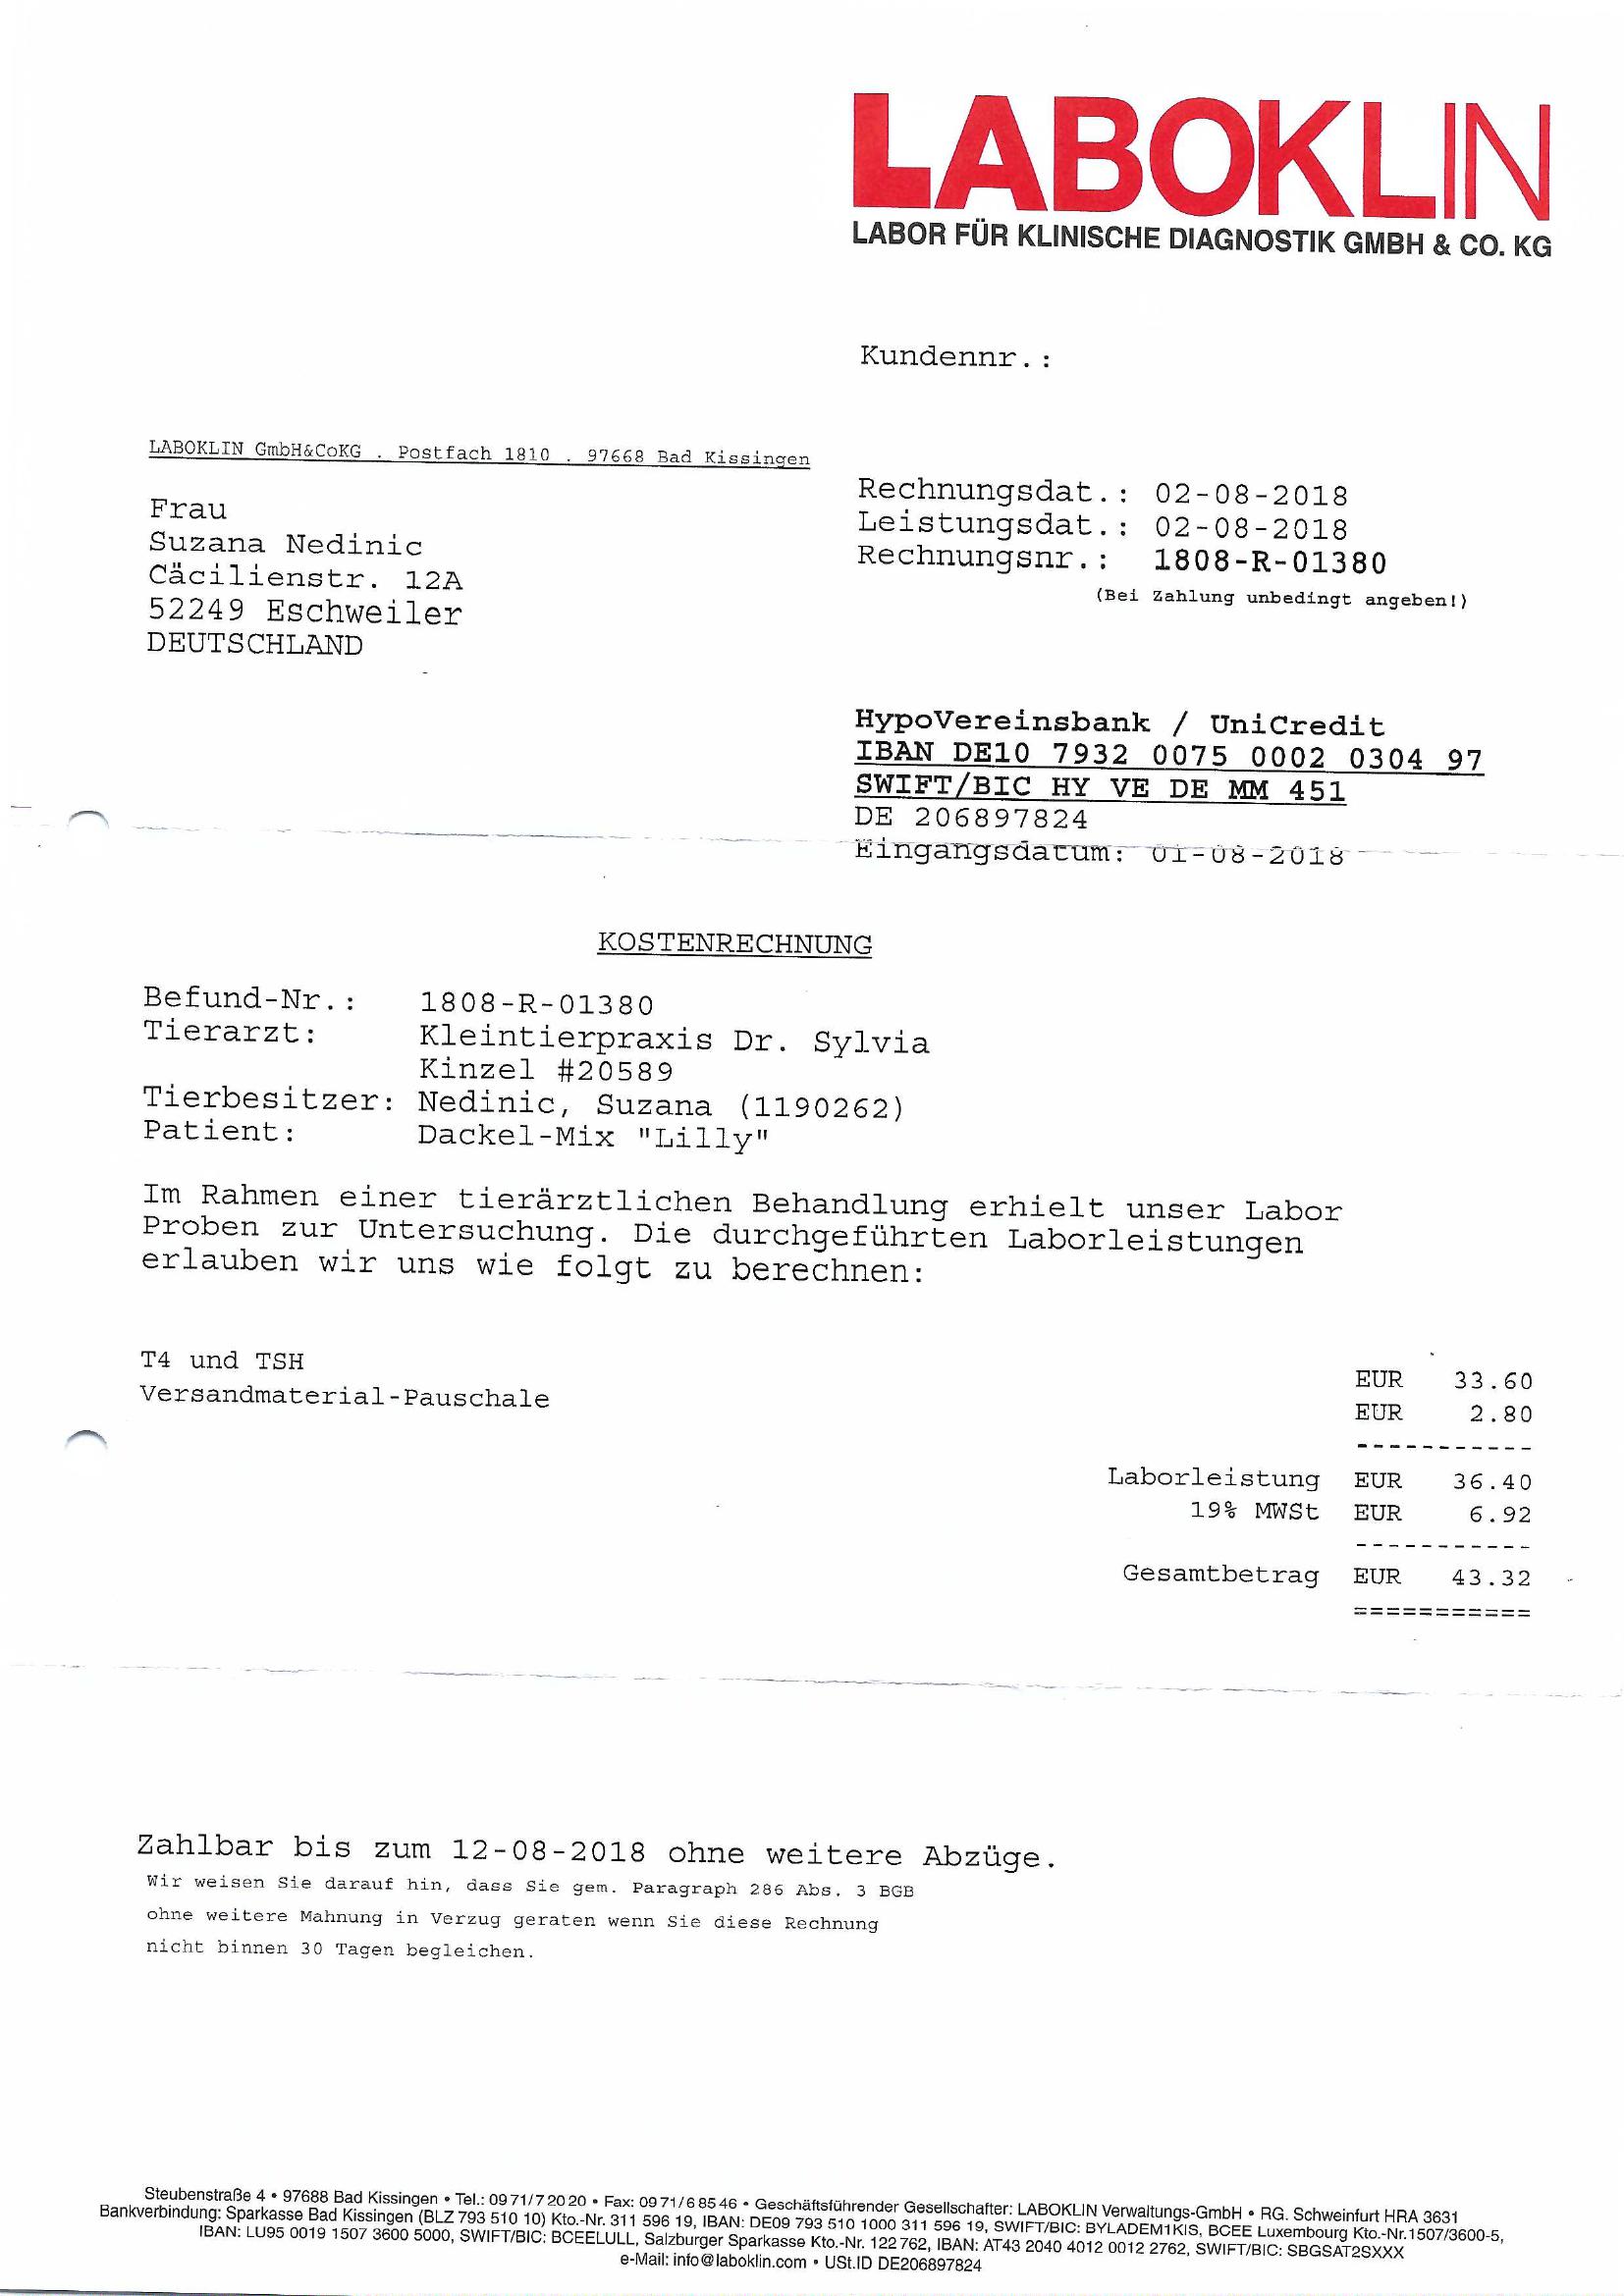 LABOKLIN
LABOR FÜR KLINISCHE DIAGNOSTIK GMBH & CO. KG
Kundennr.:
LABOKLIN GmbH&CoKG . Postfach 1810 . 97668 Bad Kissingen
Frau
Suzana Nedinic
Cäcilienstr. 12A
52249 Eschweiler
DEUTSCHLAND
Rechnungsdat.: 02-08-2018
Leistungsdat.: 02-08-2018
Rechnungsnr.: 1808-R-01380
(Bei Zahlung unbedingt angeben!)
HypoVereinsbank / UniCredit
IBAN DE10 7932 0075 0002 0304 97
SWIFT/BIC HY VE DE MM 451
DE 206897824
Eingangsdatum: 01-08-2018
KOSTENRECHNUNG
Befund-Nr.: 1808-R-01380
Tierarzt: Kleintierpraxis Dr. Sylvia
Kinzel #20589
Tierbesitzer: Nedinic, Suzana (1190262)
Patient: Dackel-Mix "Lilly"
Im Rahmen einer tierärztlichen Behandlung erhielt unser Labor
Proben zur Untersuchung. Die durchgeführten Laborleistungen
erlauben wir uns wie folgt zu berechnen:
T4 und TSH EUR 33.60
Versandmaterial-Pauschale EUR 2.80
-----------
Laborleistung EUR 36.40
19% MWSt EUR 6.92
-----------
Gesamtbetrag EUR 43.32
===========
Zahlbar bis zum 12-08-2018 ohne weitere Abzüge.
Wir weisen Sie darauf hin, dass Sie gem. Paragraph 286 Abs. 3 BGB
ohne weitere Mahnung in Verzug geraten wenn Sie diese Rechnung
nicht binnen 30 Tagen begleichen.
Steubenstraße 4 • 97688 Bad Kissingen • Tel.: 09 71/7 20 20 • Fax: 09 71/6 85 46 • Geschäftsführender Gesellschafter: LABOKLIN Verwaltungs-GmbH • RG. Schweinfurt HRA 3631
Bankverbindung: Sparkasse Bad Kissingen (BLZ 793 510 10) Kto.-Nr. 311 596 19, IBAN: DE09 793 510 1000 311 596 19, SWIFT/BIC: BYLADEM1KIS, BCEE Luxembourg Kto.-Nr.1507/3600-5,
IBAN: LU95 0019 1507 3600 5000, SWIFT/BIC: BCEELULL, Salzburger Sparkasse Kto.-Nr. 122 762, IBAN: AT43 2040 4012 0012 2762, SWIFT/BIC: SBGSAT2SXXX
e-Mail: info@laboklin.com • USt.ID DE206897824